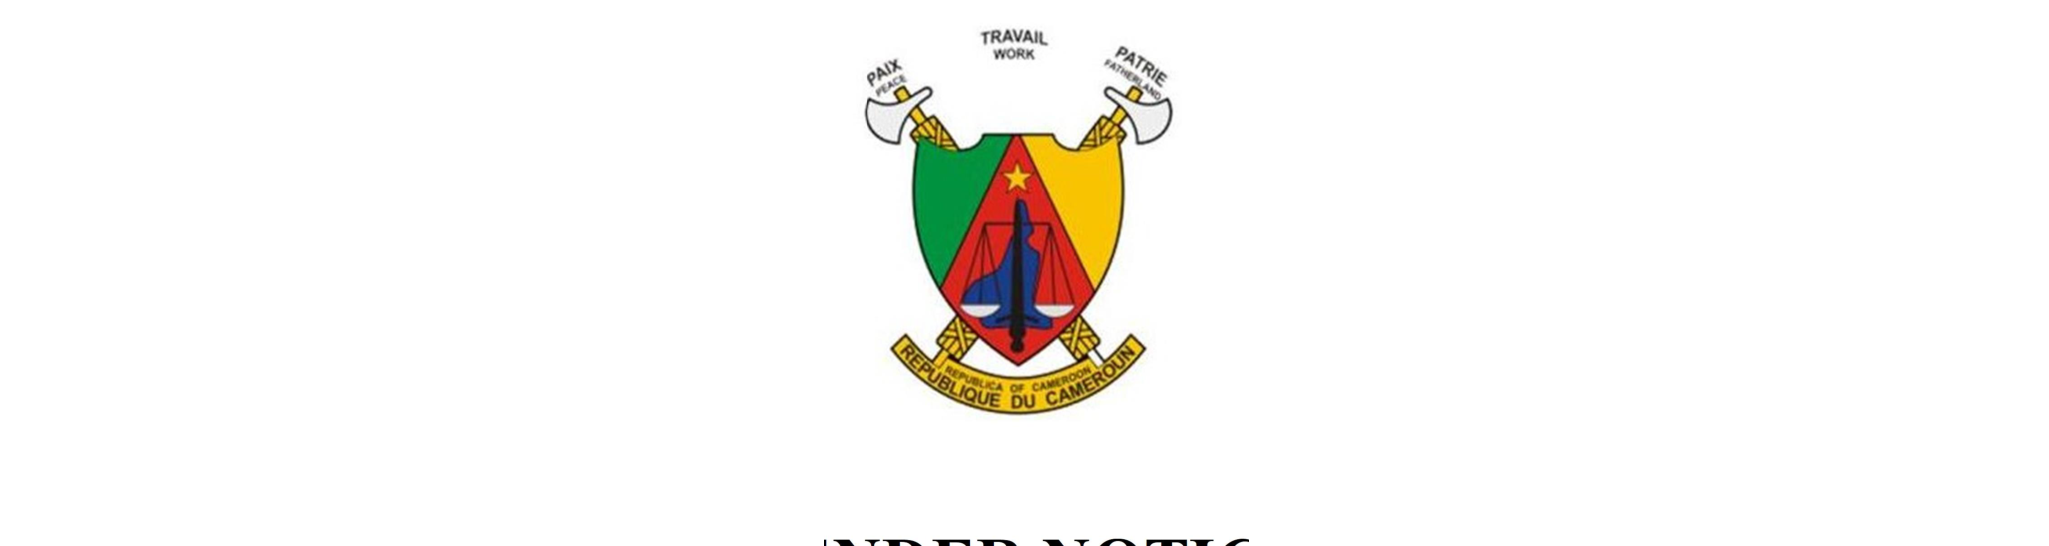 TRAVAIL
WORK
PAIX
PEACE
PATRIE
FATHERLAND
REPUBLICA OF CAMEROON
REPUBLIQUE DU CAMEROUN